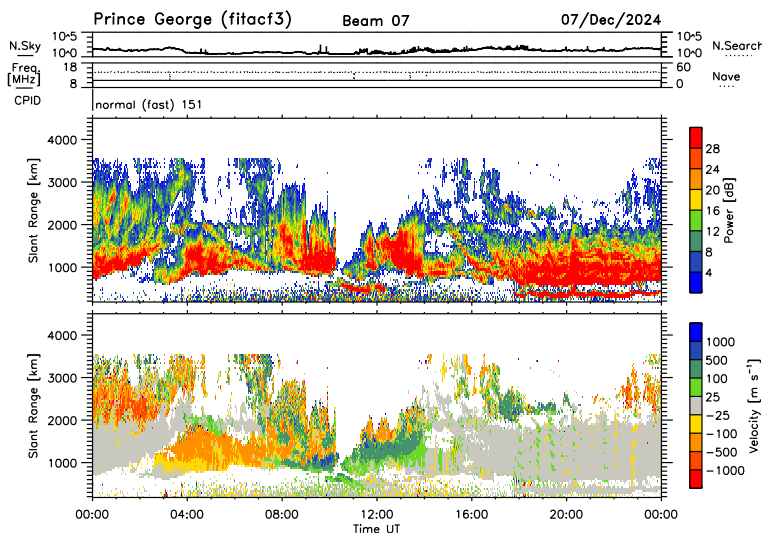 Prince George (fitacf3) Beam 07 07/Dec/2024
N.Sky 10^5 10^5 N.Search
10^0 10^0
Freq. 18 60 Nave
[MHz] 8 0
CPID normal (fast) 151
Slant Range [km]
4000
3000
2000
1000
Power [dB]
28
24
20
16
12
8
4
Slant Range [km]
4000
3000
2000
1000
Velocity [m s⁻¹]
1000
500
100
25
-25
-100
-500
-1000
00:00 04:00 08:00 12:00 16:00 20:00 00:00
Time UT